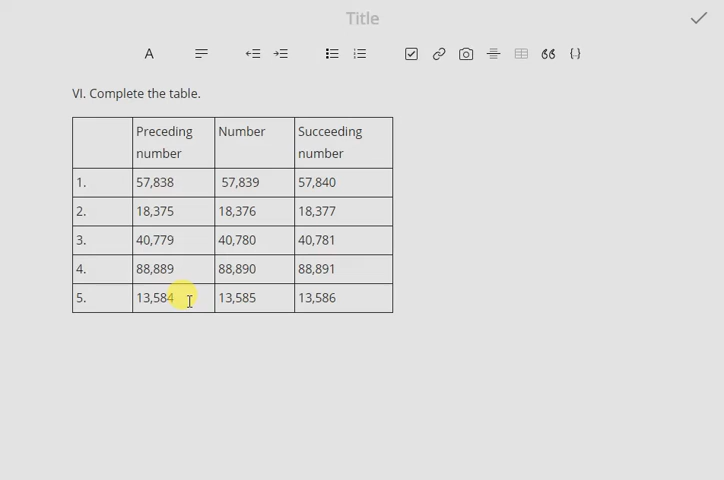 Title
A
VI. Complete the table.
Preceding number Number Succeeding number
1. 57,838 57,839 57,840
2. 18,375 18,376 18,377
3. 40,779 40,780 40,781
4. 88,889 88,890 88,891
5. 13,584 13,585 13,586